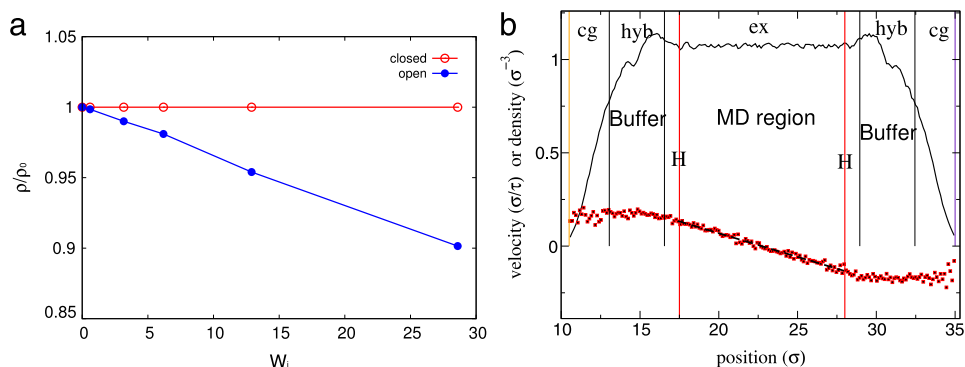 a
1.05
1
0.95
0.9
0.85
ρ/ρ₀
closed
open
0 5 10 15 20 25 30
Wᵢ
b
cg hyb ex hyb cg
1
0.5
0
velocity (σ/τ) or density (σ⁻³)
Buffer MD region Buffer
H H
10 15 20 25 30 35
position (σ)